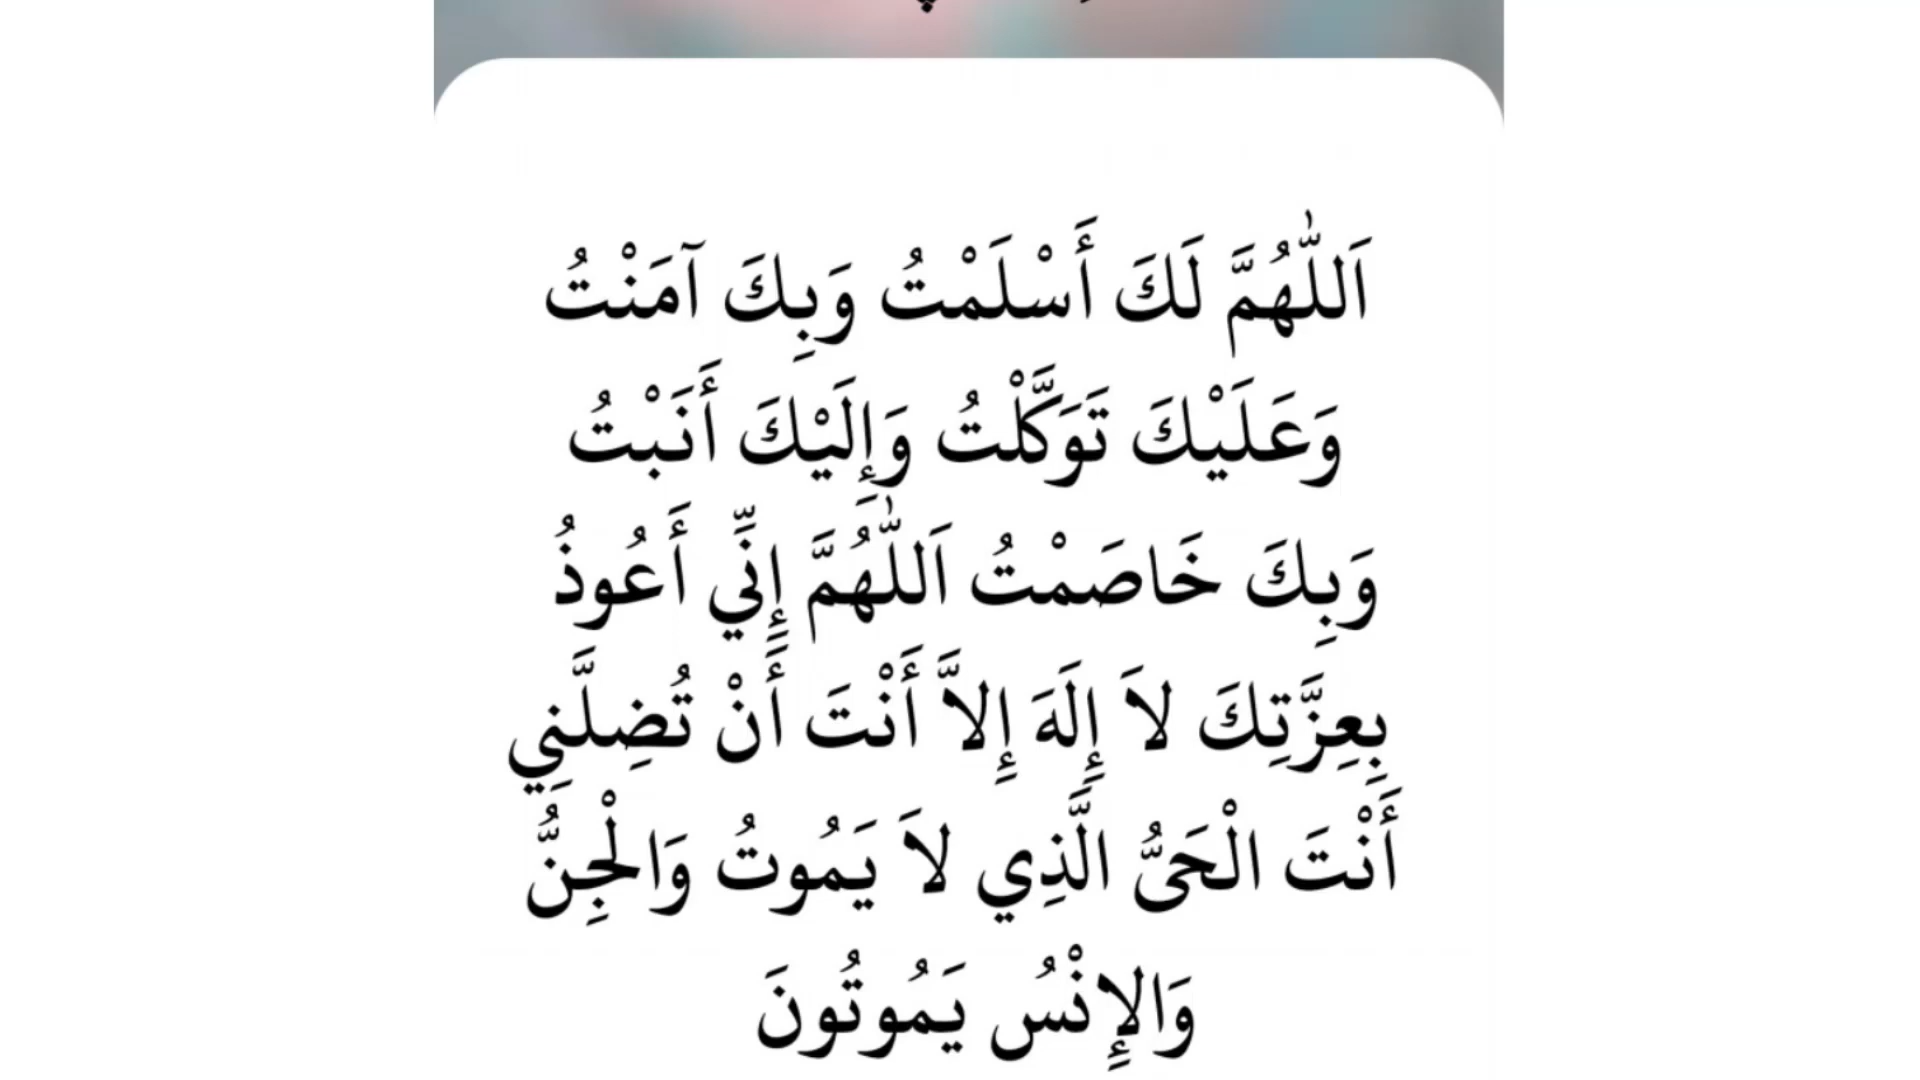 اَللّٰهُمَّ لَكَ أَسْلَمْتُ وَبِكَ آمَنْتُ
وَعَلَيْكَ تَوَكَّلْتُ وَإِلَيْكَ أَنَبْتُ
وَبِكَ خَاصَمْتُ اَللّٰهُمَّ إِنِّي أَعُوذُ
بِعِزَّتِكَ لاَ إِلَهَ إِلاَّ أَنْتَ أَنْ تُضِلَّنِي
أَنْتَ الْحَىُّ الَّذِي لاَ يَمُوتُ وَالْجِنُّ
وَالإِنْسُ يَمُوتُونَ